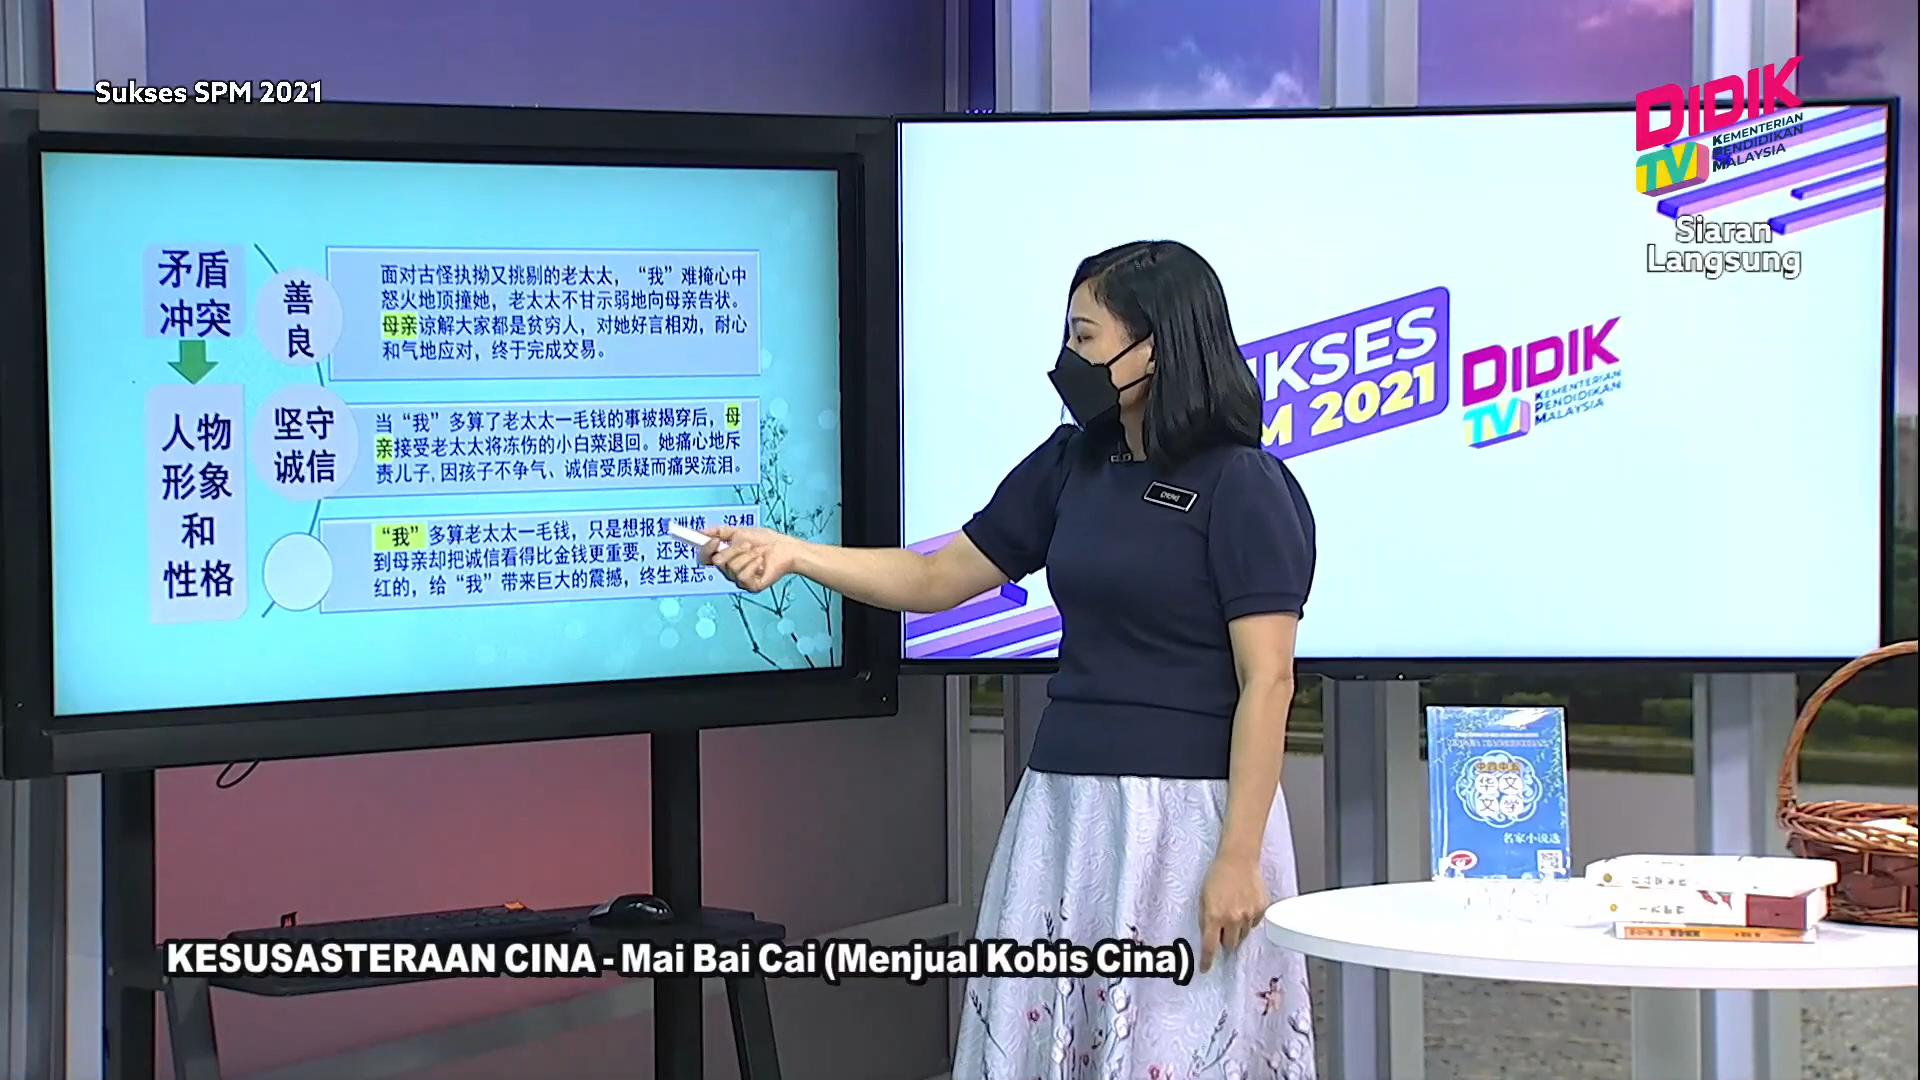 Sukses SPM 2021
DIDIK
TV
KEMENTERIAN
PENDIDIKAN
MALAYSIA
Siaran
Langsung
矛盾
冲突
人物
形象
和
性格
善
良
面对古怪执拗又挑剔的老太太，“我”难掩心中
怒火地顶撞她，老太太不甘示弱地向母亲告状。
母亲谅解大家都是贫穷人，对她好言相劝，耐心
和气地应对，终于完成交易。
坚守
诚信
当“我”多算了老太太一毛钱的事被揭穿后，母
亲接受老太太将冻伤的小白菜退回。她痛心地斥
责儿子,因孩子不争气、诚信受质疑而痛哭流泪。
“我”多算老太太一毛钱，只是想报复泄愤，没想
到母亲却把诚信看得比金钱更重要，还哭
红的，给“我”带来巨大的震撼，终生难忘。
KSES
M 2021
DIDIK
TV
KEMENTERIAN
PENDIDIKAN
MALAYSIA
华文
文学
名家小说选
KESUSASTERAAN CINA - Mai Bai Cai (Menjual Kobis Cina)